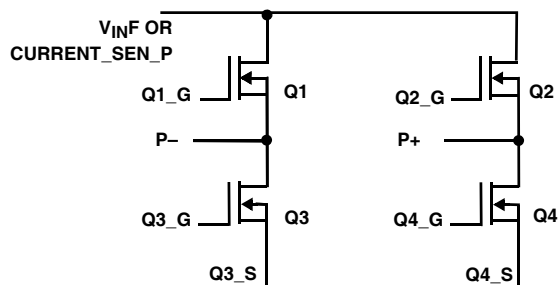 VINF OR
CURRENT_SEN_P
Q1_G
Q1
Q2_G
Q2
P–
P+
Q3_G
Q3
Q4_G
Q4
Q3_S
Q4_S